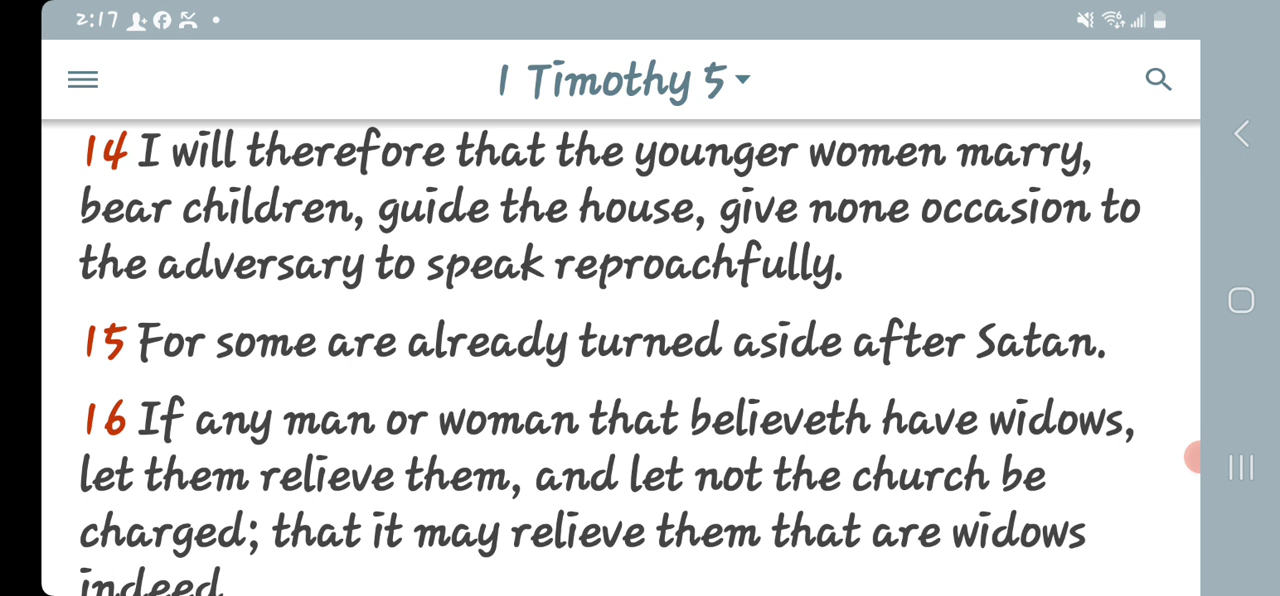 2:17
1 Timothy 5
14 I will therefore that the younger women marry,
bear children, guide the house, give none occasion to
the adversary to speak reproachfully.
15 For some are already turned aside after Satan.
16 If any man or woman that believeth have widows,
let them relieve them, and let not the church be
charged; that it may relieve them that are widows
indeed.